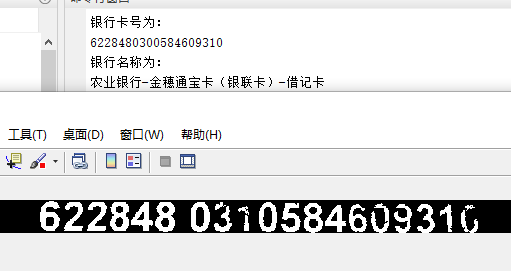 银行卡号为：
6228480300584609310
银行名称为：
农业银行-金穗通宝卡（银联卡）-借记卡
工具(T) 桌面(D) 窗口(W) 帮助(H)
622848 0310584609310